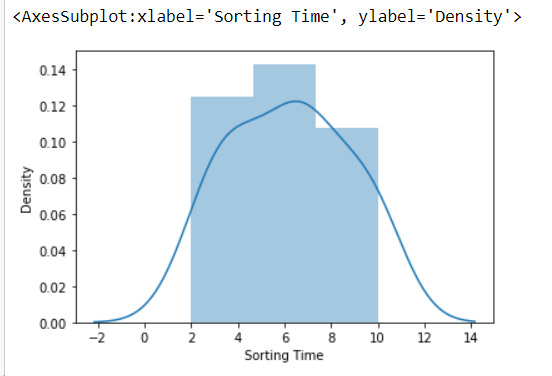 <AxesSubplot:xlabel='Sorting Time', ylabel='Density'>
0.14
0.12
0.10
0.08
0.06
0.04
0.02
0.00
Density
−2 0 2 4 6 8 10 12 14
Sorting Time